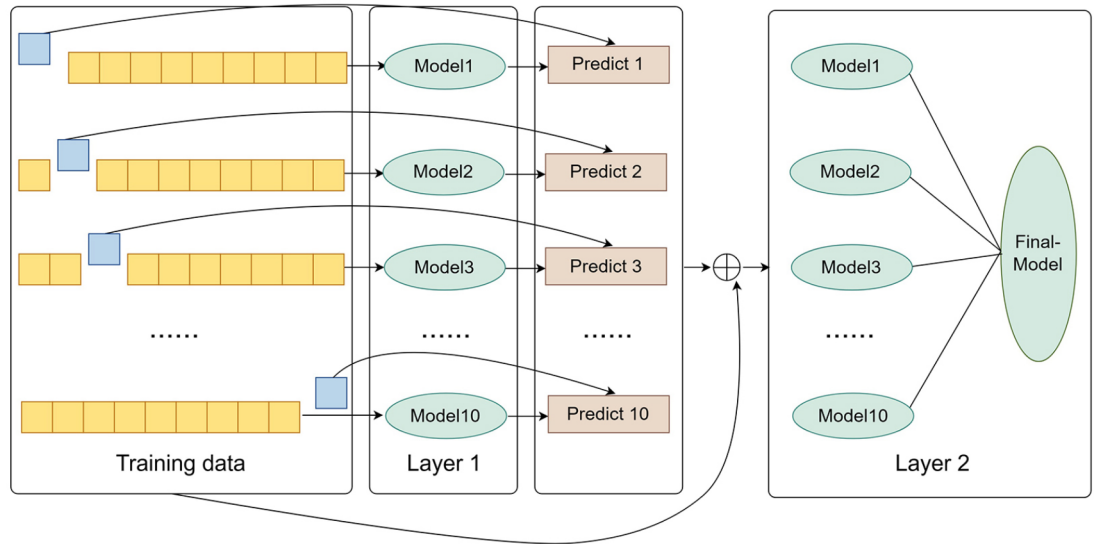 Model1
Predict 1
Model1
Model2
Predict 2
Model2
Model3
Predict 3
Model3
Final-
Model
......
......
......
......
Model10
Predict 10
Model10
Training data
Layer 1
Layer 2